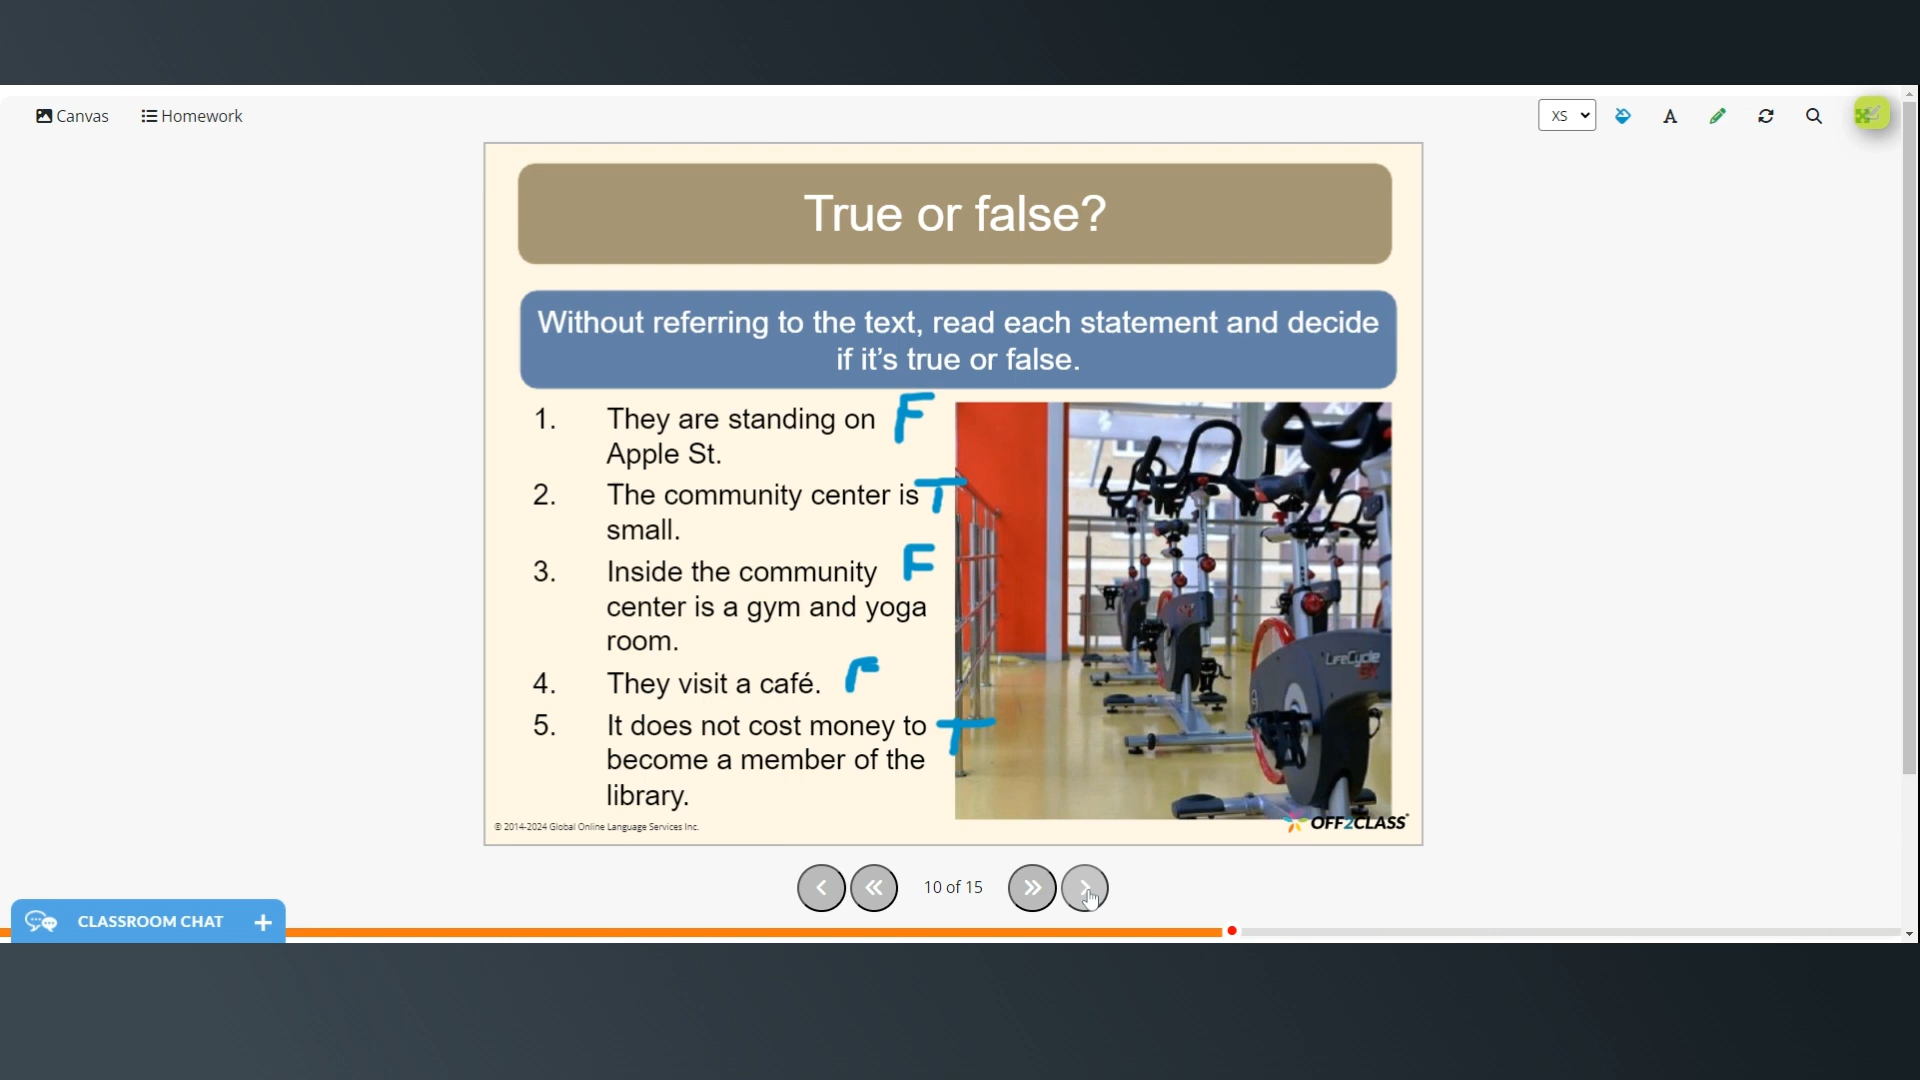 Canvas
Homework
XS
A
True or false?
Without referring to the text, read each statement and decide
if it's true or false.
1. They are standing on F
Apple St.
2. The community center is T
small.
3. Inside the community F
center is a gym and yoga
room.
4. They visit a café. F
5. It does not cost money to T
become a member of the
library.
LifeCycle
© 2014-2024 Global Online Language Services Inc.
OFF2CLASS
10 of 15
CLASSROOM CHAT +